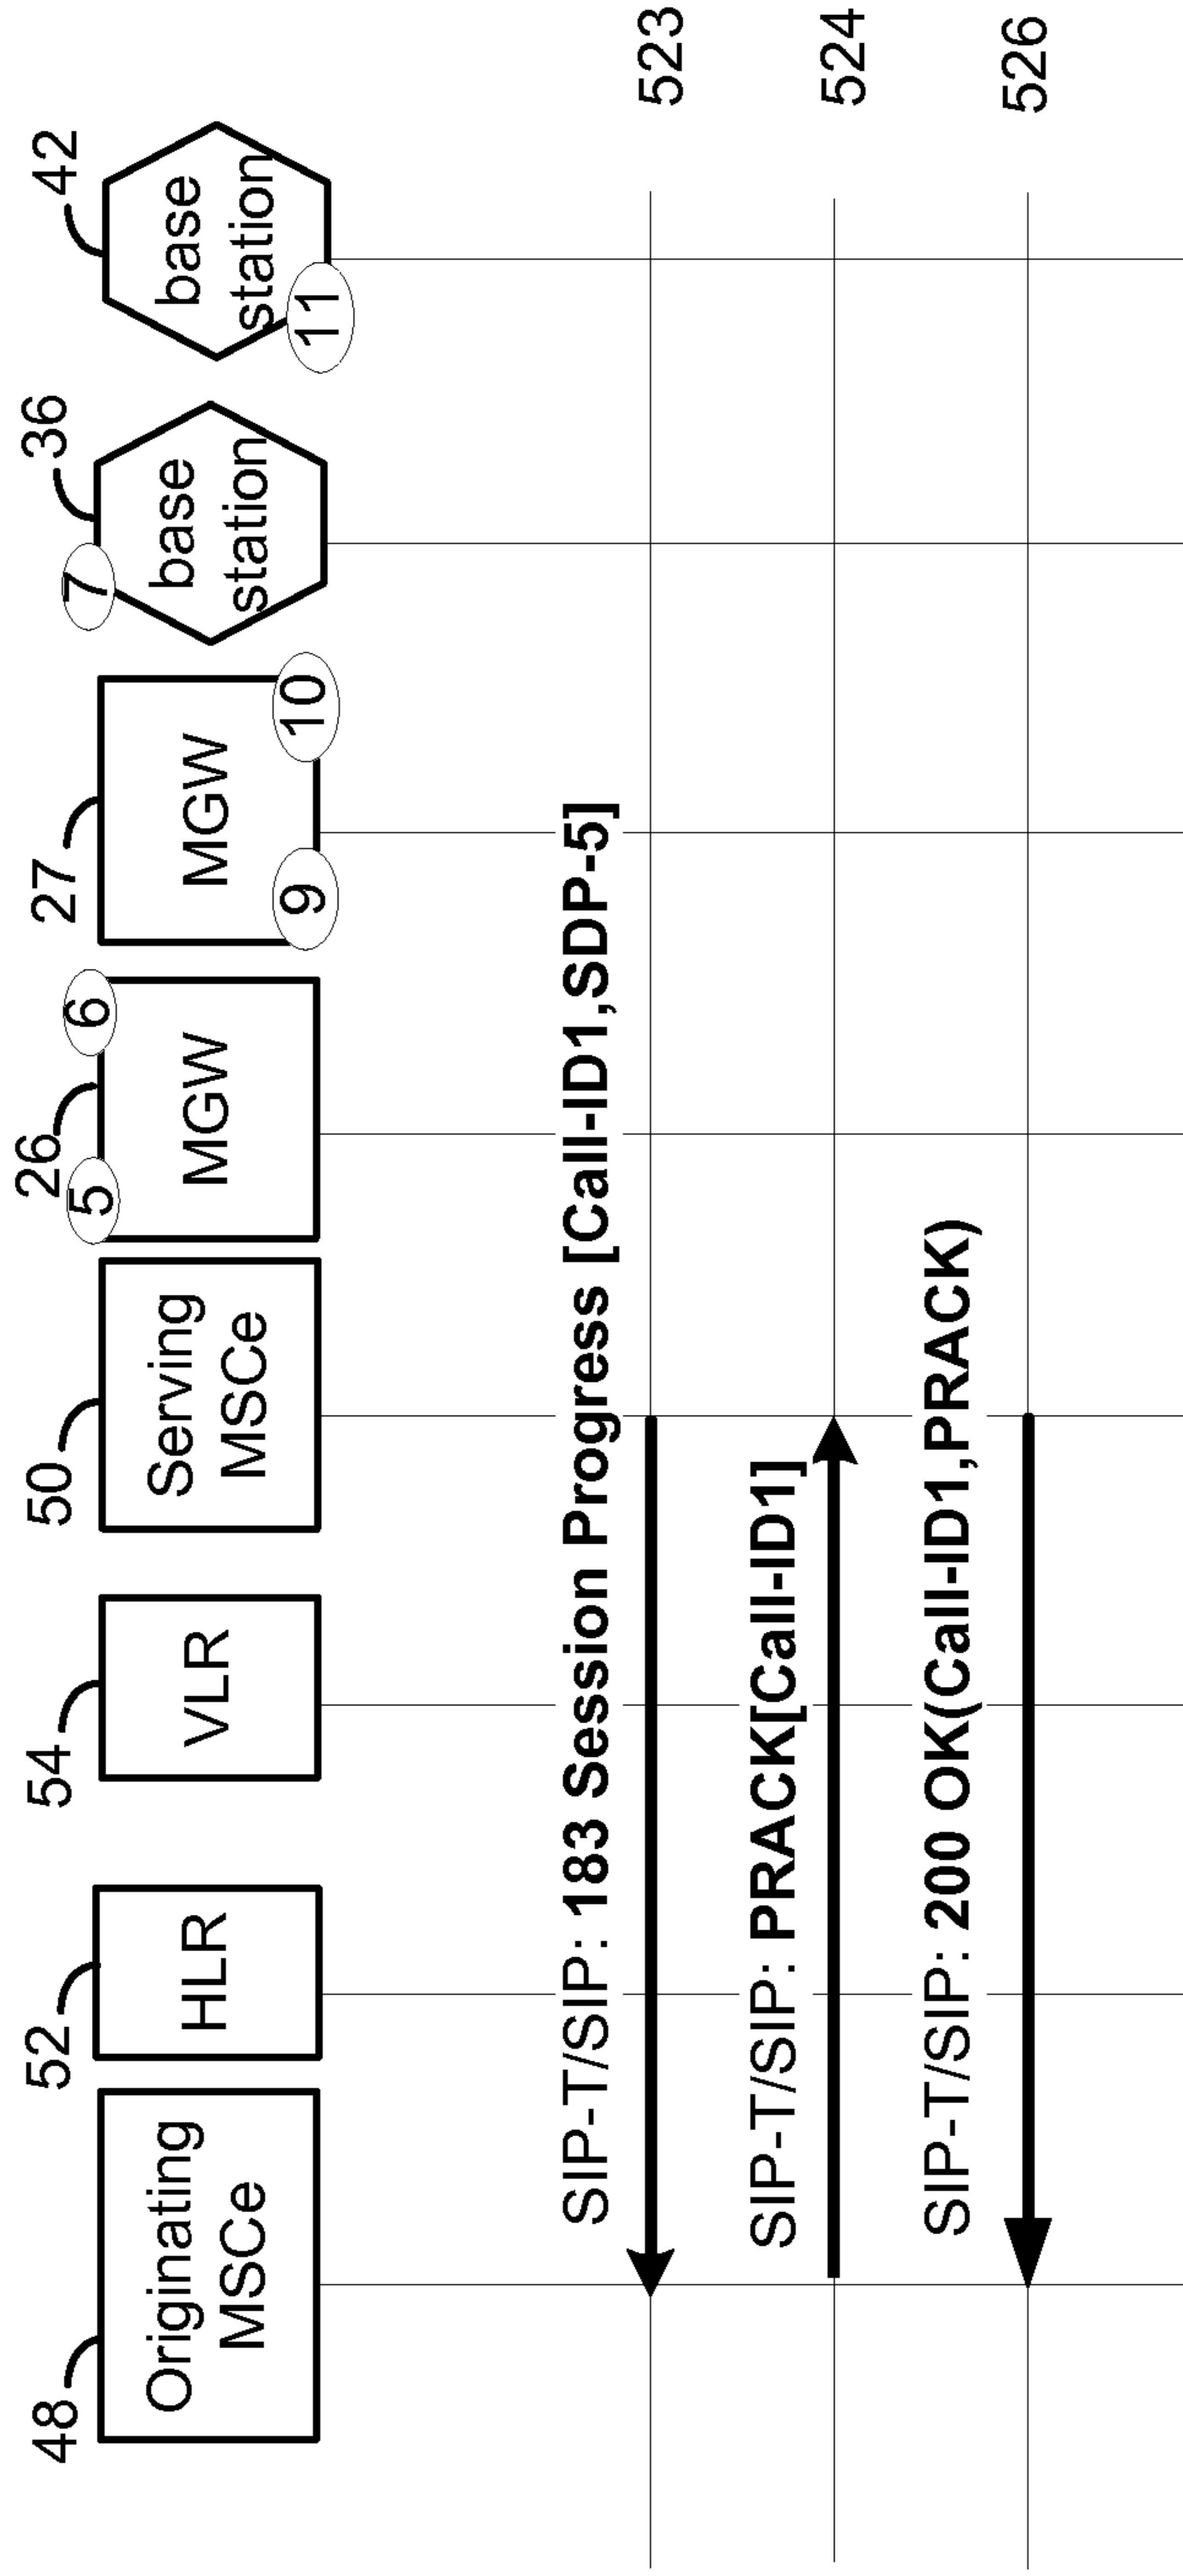 48
52
54
50
26
27
36
42
Originating
MSCe
HLR
VLR
Serving
MSCe
5
6
MGW
9
10
MGW
7
base
station
11
base
station
SIP-T/SIP: 183 Session Progress [Call-ID1,SDP-5]
523
SIP-T/SIP: PRACK[Call-ID1]
524
SIP-T/SIP: 200 OK(Call-ID1,PRACK)
526